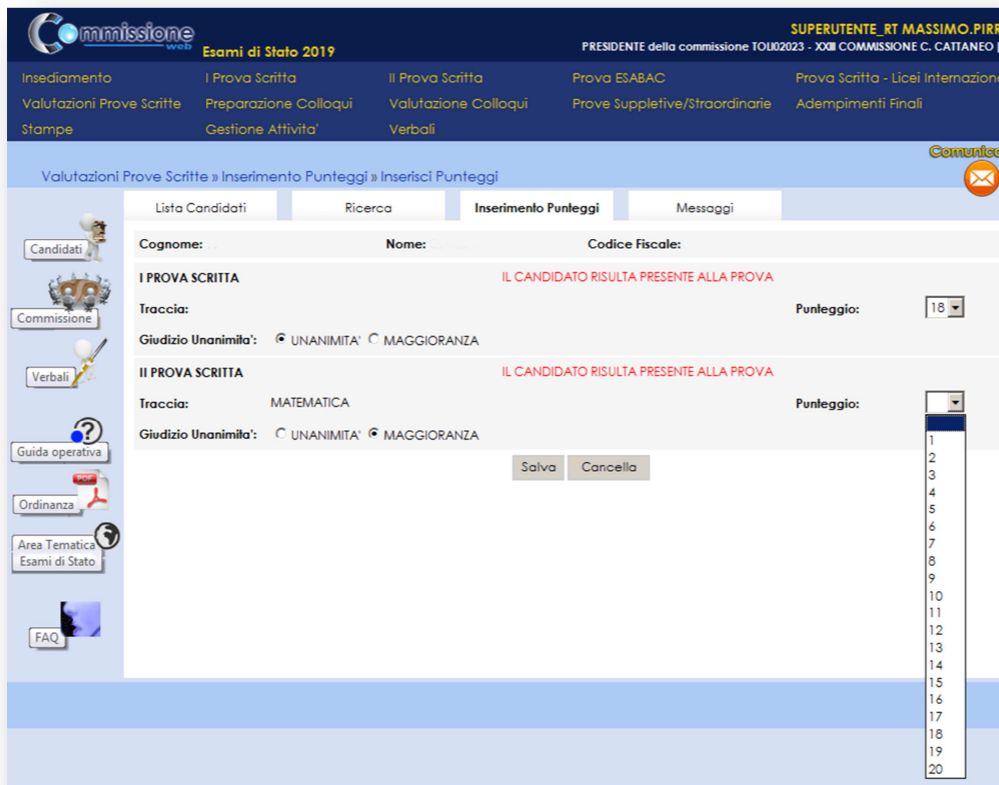 Commissione
web
Esami di Stato 2019
SUPERUTENTE_RT MASSIMO.PIRR
PRESIDENTE della commissione TOLI02023 - XXIII COMMISSIONE C. CATTANEO [
Insediamento I Prova Scritta II Prova Scritta Prova ESABAC Prova Scritta - Licei Internazion
Valutazioni Prove Scritte Preparazione Colloqui Valutazione Colloqui Prove Suppletive/Straordinarie Adempimenti Finali
Stampe Gestione Attivita' Verbali
Comunica
Valutazioni Prove Scritte » Inserimento Punteggi » Inserisci Punteggi
Lista Candidati Ricerca Inserimento Punteggi Messaggi
Candidati
Cognome: Nome: Codice Fiscale:
I PROVA SCRITTA IL CANDIDATO RISULTA PRESENTE ALLA PROVA
Commissione
Traccia: Punteggio: 18
Giudizio Unanimita': UNANIMITA' MAGGIORANZA
Verbali
II PROVA SCRITTA IL CANDIDATO RISULTA PRESENTE ALLA PROVA
Traccia: MATEMATICA Punteggio:
Giudizio Unanimita': UNANIMITA' MAGGIORANZA
Salva Cancella
Guida operativa
PDF
Ordinanza
Area Tematica
Esami di Stato
FAQ
1
2
3
4
5
6
7
8
9
10
11
12
13
14
15
16
17
18
19
20